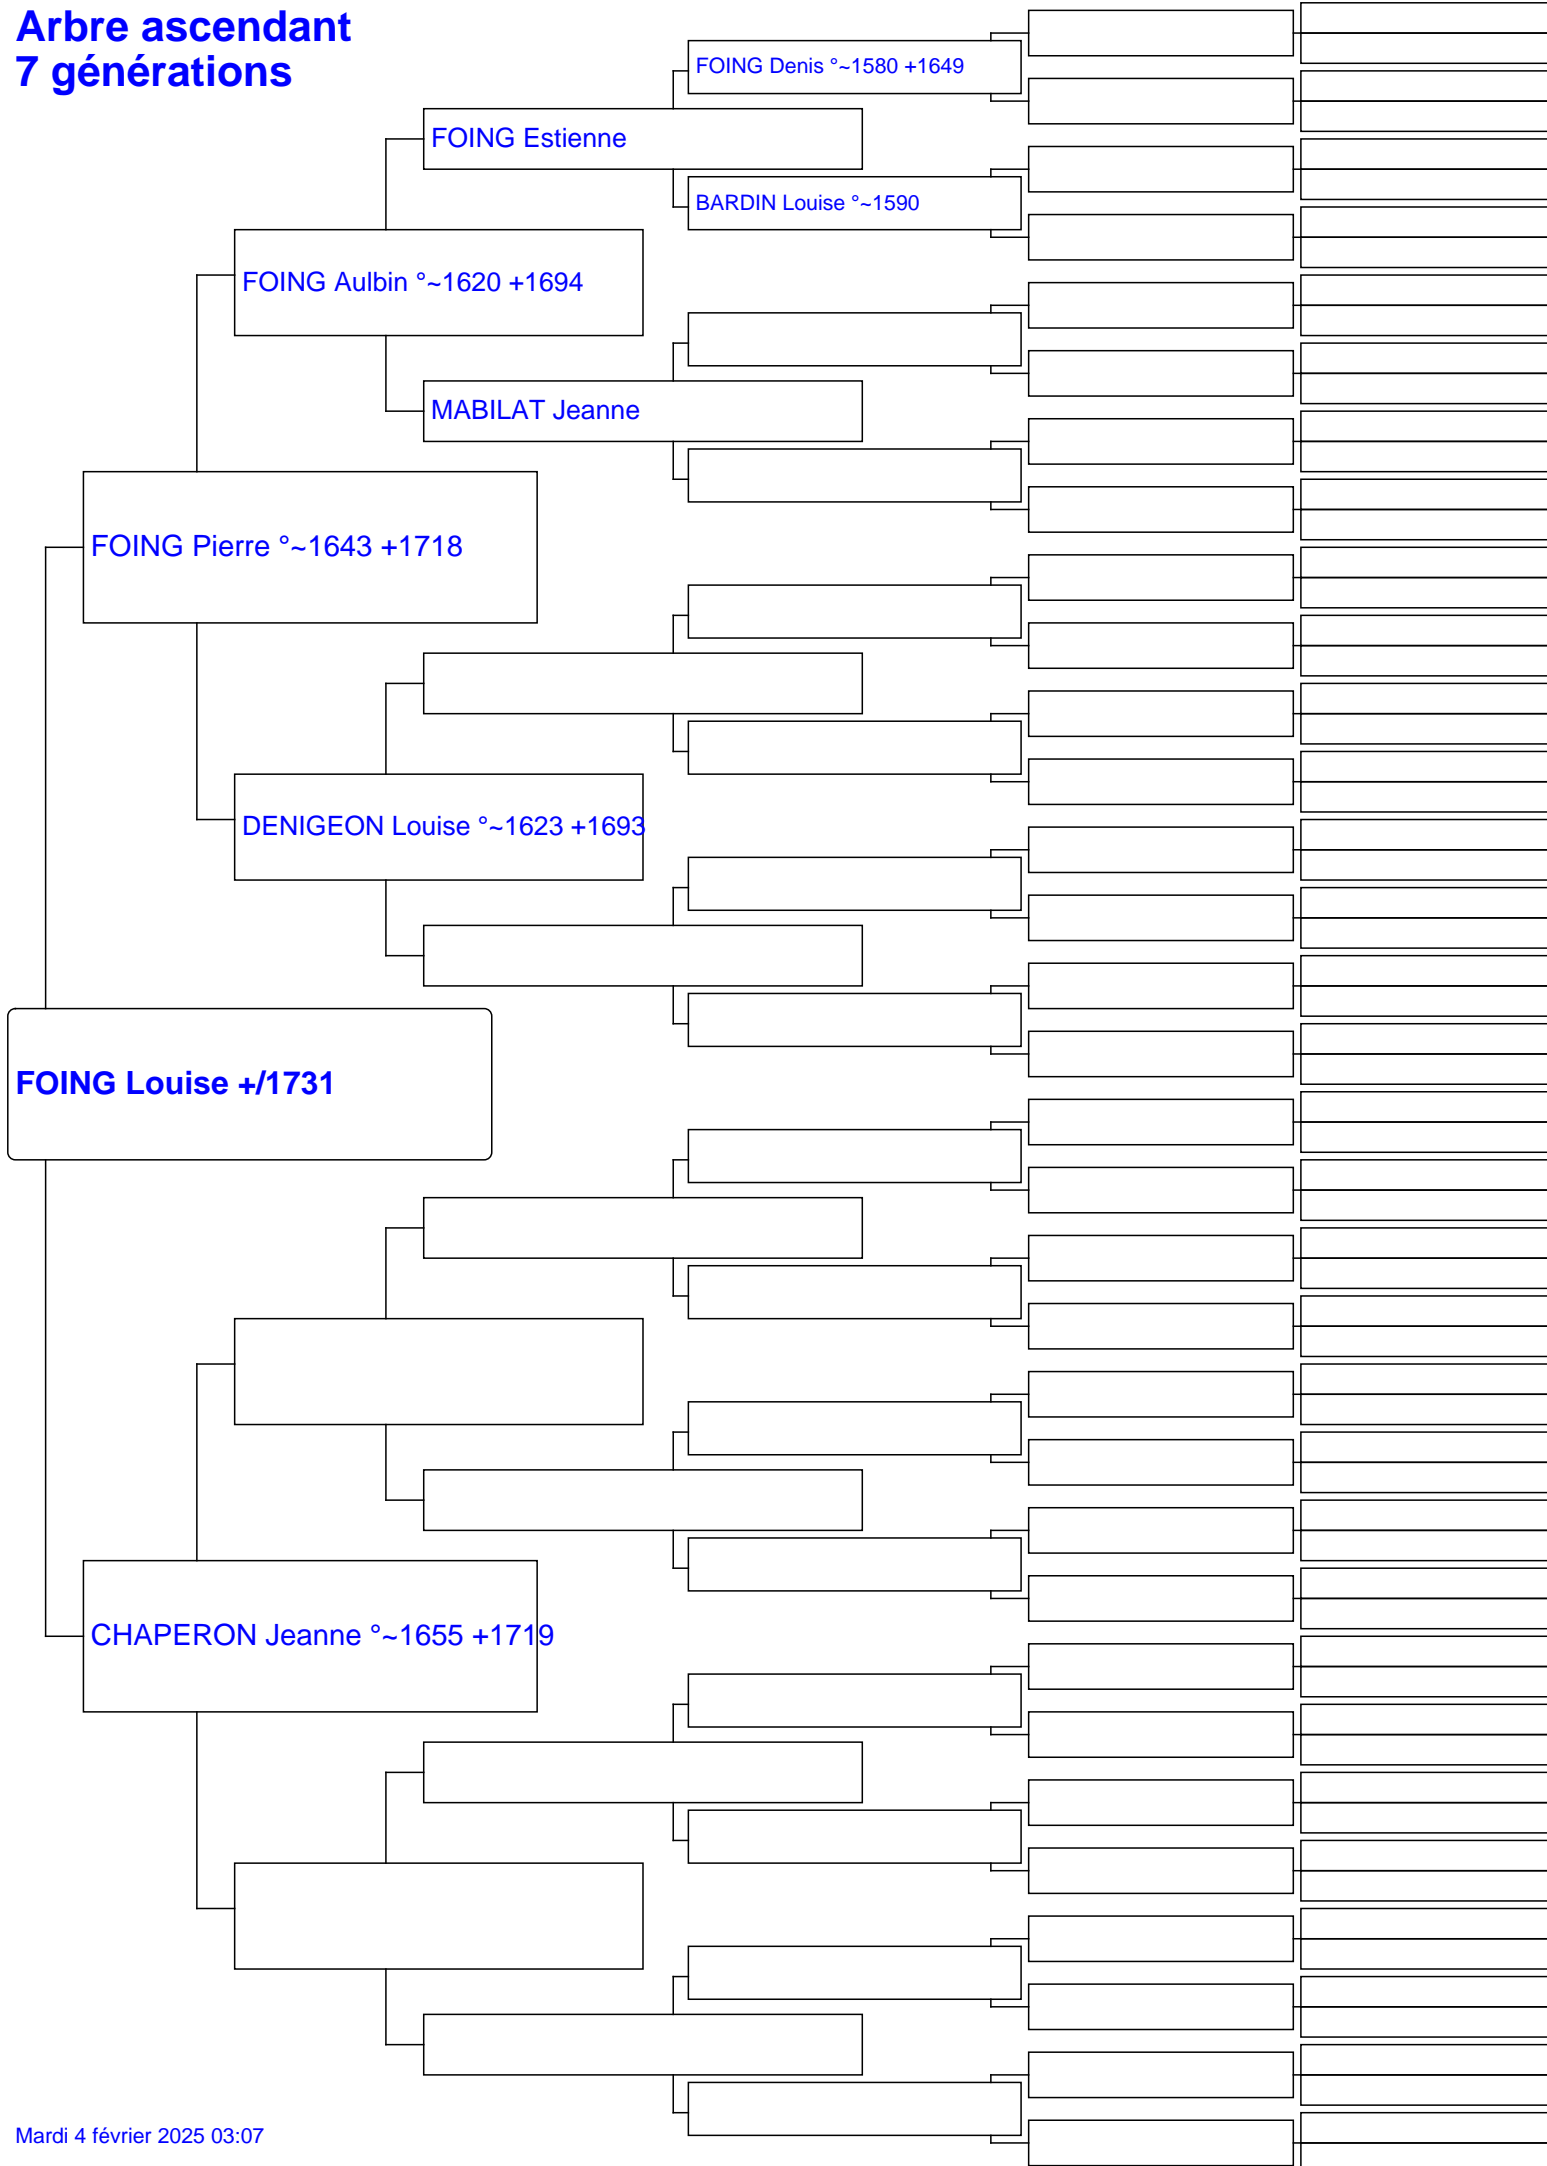 Arbre ascendant
7 générations
FOING Denis °~1580 +1649
FOING Estienne
BARDIN Louise °~1590
FOING Aulbin °~1620 +1694
MABILAT Jeanne
FOING Pierre °~1643 +1718
DENIGEON Louise °~1623 +1693
FOING Louise +/1731
CHAPERON Jeanne °~1655 +1719
Mardi 4 février 2025 03:07